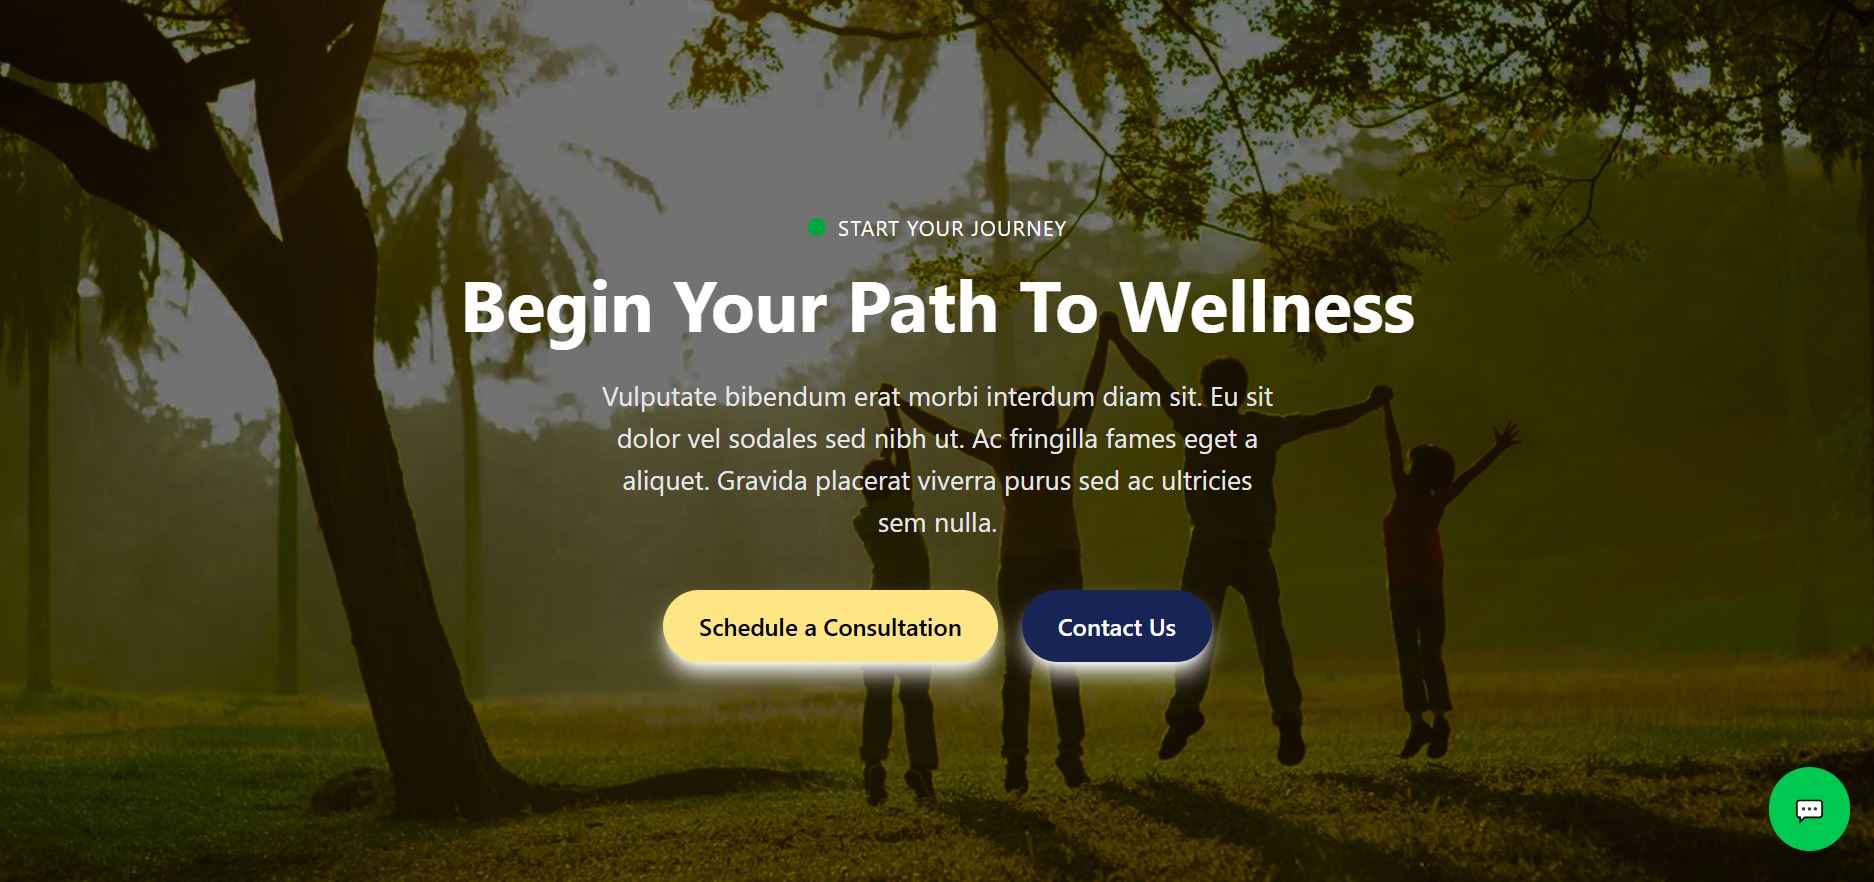 START YOUR JOURNEY
Begin Your Path To Wellness
Vulputate bibendum erat morbi interdum diam sit. Eu sit
dolor vel sodales sed nibh ut. Ac fringilla fames eget a
aliquet. Gravida placerat viverra purus sed ac ultricies
sem nulla.
Schedule a Consultation
Contact Us